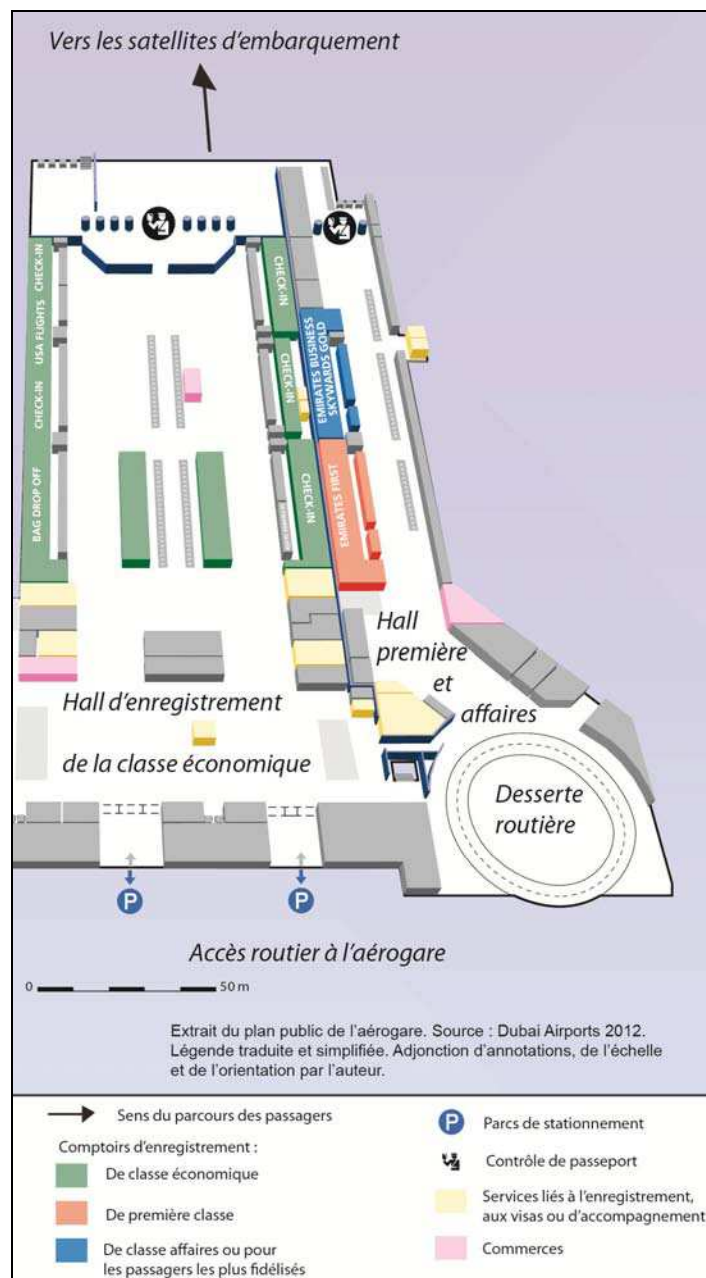 Vers les satellites d'embarquement
CHECK-IN
USA FLIGHTS
CHECK-IN
BAG DROP OFF
CHECK-IN
CHECK-IN
CHECK-IN
EMIRATES BUSINESS
SKYWARDS GOLD
EMIRATES FIRST
Hall
première
et
affaires
Hall d'enregistrement
de la classe économique
Desserte
routière
P
P
Accès routier à l'aérogare
0 50 m
Extrait du plan public de l'aérogare. Source : Dubai Airports 2012.
Légende traduite et simplifiée. Adjonction d'annotations, de l'échelle
et de l'orientation par l'auteur.
Sens du parcours des passagers
Comptoirs d'enregistrement :
De classe économique
De première classe
De classe affaires ou pour
les passagers les plus fidélisés
P Parcs de stationnement
Contrôle de passeport
Services liés à l'enregistrement,
aux visas ou d'accompagnement
Commerces